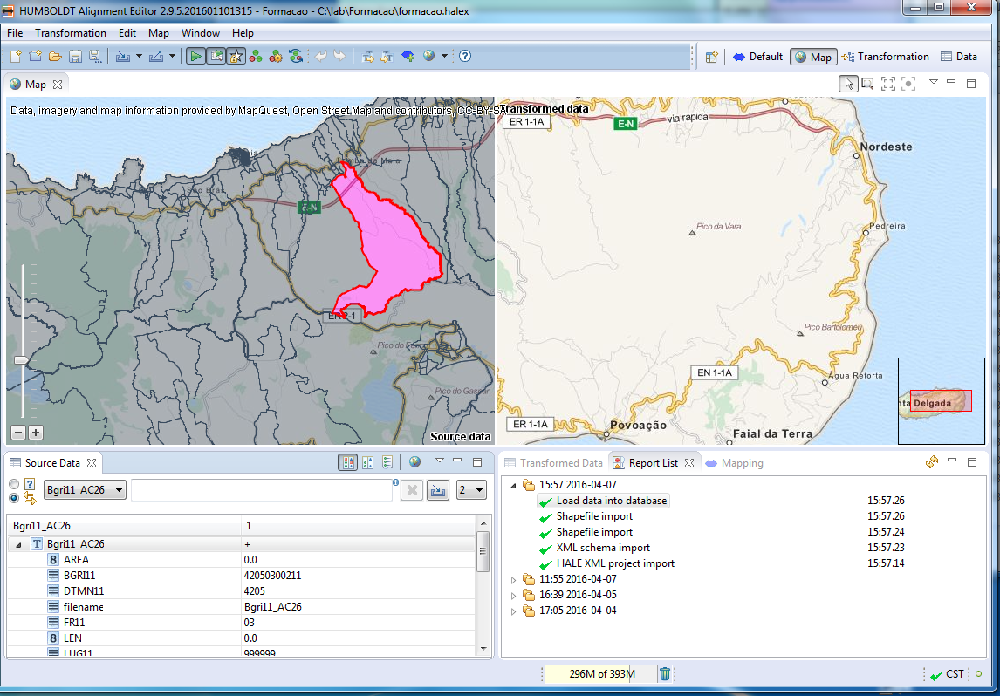 HUMBOLDT Alignment Editor 2.9.5.201601101315 - Formacao - C:\lab\Formacao\formacao.halex
File Transformation Edit Map Window Help
Default Map Transformation Data
Map
Data, imagery and map information provided by MapQuest, Open Street Map and contributors, CC-BY-SA
São Brás
E-N
ER 2-1
Pico do
Pico do Gaspar
Source data
Transformed data
ER 1-1A
E-N
via rapida
Nordeste
Pico da Vara
Pedreira
Pico Bartolomeu
EN 1-1A
Água Retorta
ER 1-1A
Povoação
Faial da Terra
nta Delgada
Source Data
Bgri11_AC26 2
Bgri11_AC26 1
Bgri11_AC26 +
AREA 0.0
BGRI11 42050300211
DTMN11 4205
filename Bgri11_AC26
FR11 03
LEN 0.0
LUG11 999999
Transformed Data Report List Mapping
15:57 2016-04-07
Load data into database 15:57.26
Shapefile import 15:57.26
Shapefile import 15:57.24
XML schema import 15:57.23
HALE XML project import 15:57.14
11:55 2016-04-07
16:39 2016-04-05
17:05 2016-04-04
296M of 393M
CST